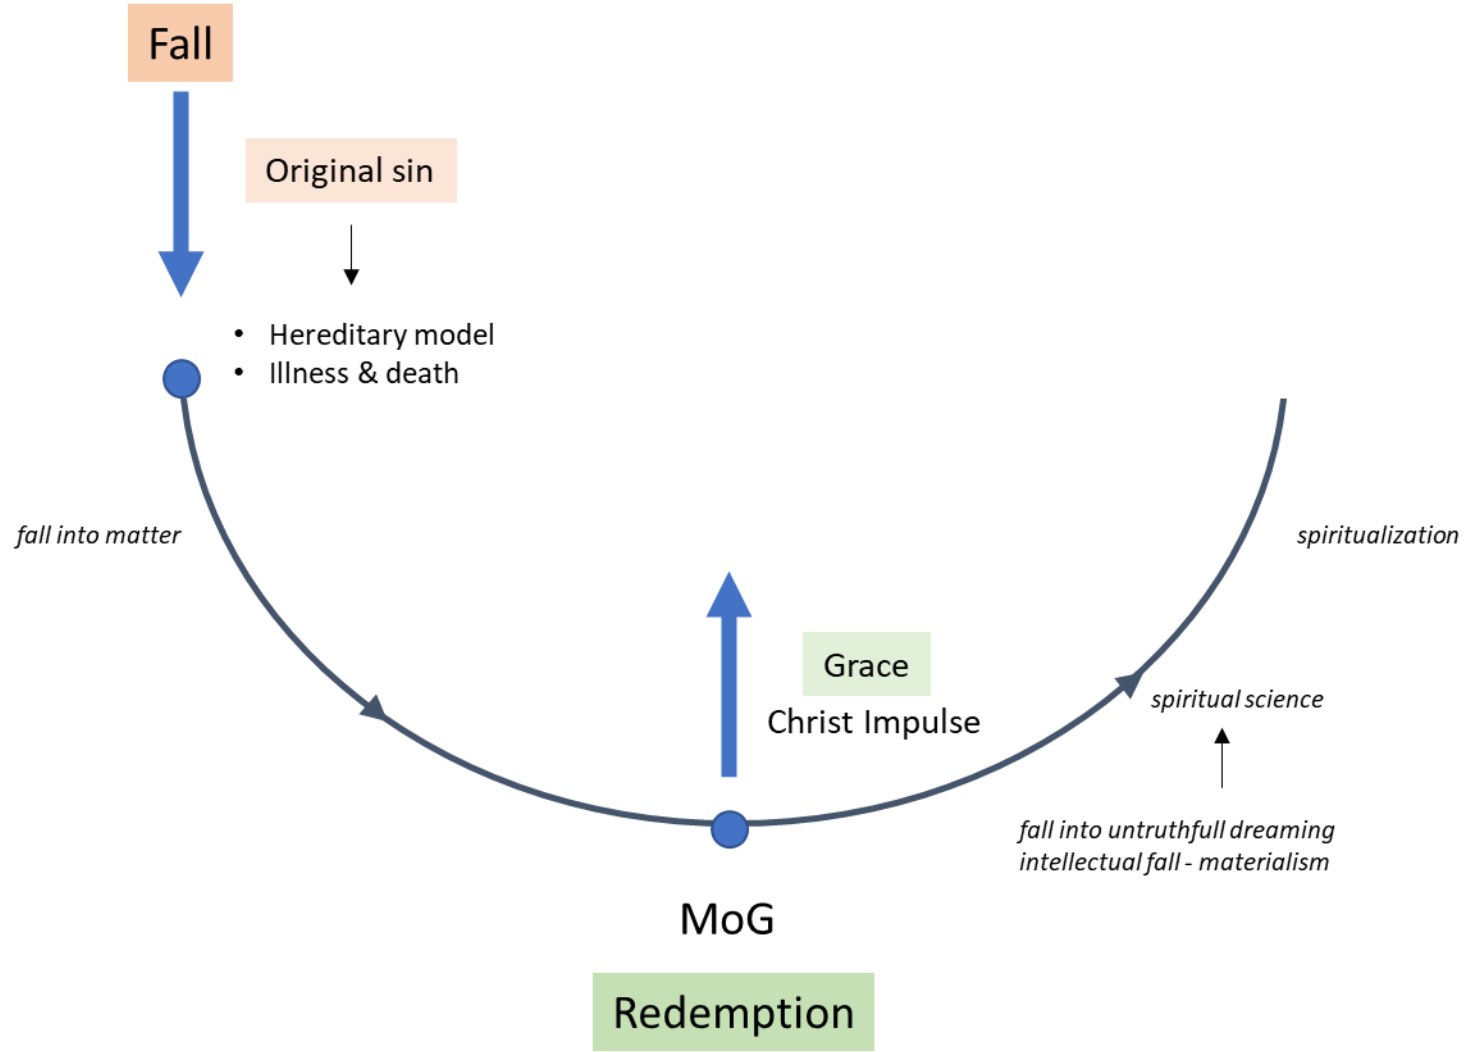 Fall
Original sin
• Hereditary model
• Illness & death
fall into matter
spiritualization
Grace
Christ Impulse
spiritual science
fall into untruthfull dreaming
intellectual fall - materialism
MoG
Redemption